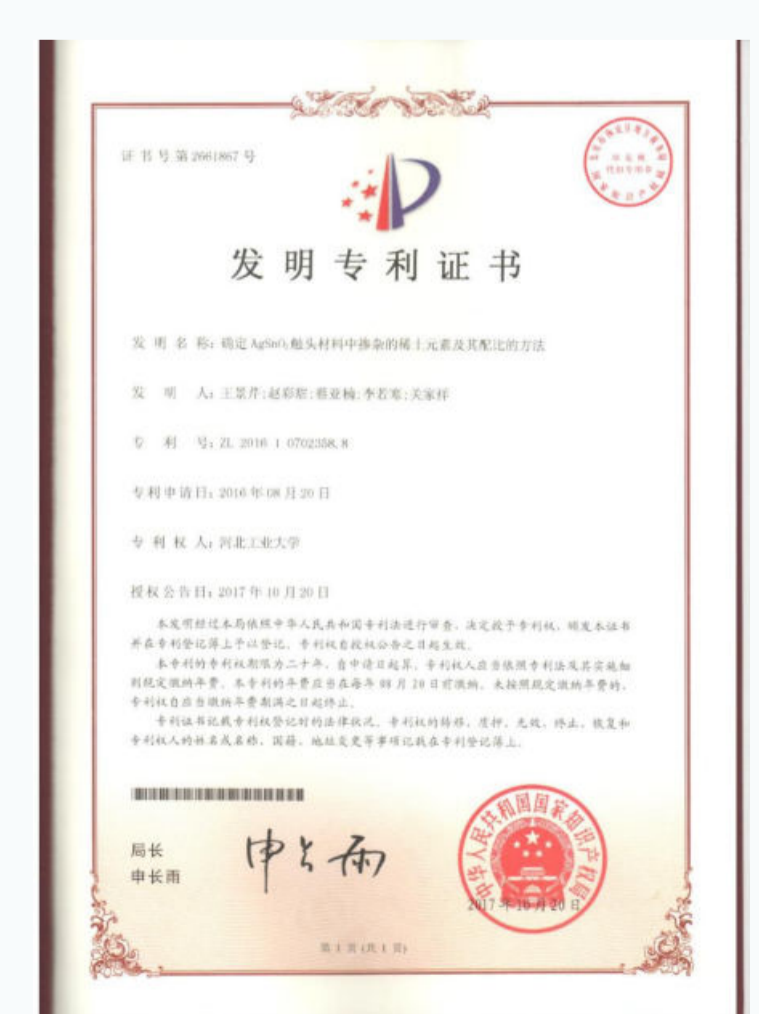 证书号第2661867号
发明专利证书
发 明 名 称：确定AgSnO₂触头材料中掺杂的稀土元素及其配比的方法
发 明 人：王景芹;赵彩甜;蔡亚楠;李若寒;关家祥
专 利 号：ZL 2016 1 0702358.8
专利申请日：2016年08月20日
专 利 权 人：河北工业大学
授权公告日：2017年10月20日
本发明经过本局依照中华人民共和国专利法进行审查，决定授予专利权，颁发本证书
并在专利登记簿上予以登记。专利权自授权公告之日起生效。
本专利的专利权期限为二十年，自申请日起算。专利权人应当依照专利法及其实施细
则规定缴纳年费。本专利的年费应当在每年08月20日前缴纳。未按照规定缴纳年费的，
专利权自应当缴纳年费期满之日起终止。
专利证书记载专利权登记时的法律状况。专利权的转移、质押、无效、终止、恢复和
专利权人的姓名或名称、国籍、地址变更等事项记载在专利登记簿上。
局长
申长雨
申长雨
中华人民共和国国家知识产权局
2017年10月20日
第1页(共1页)